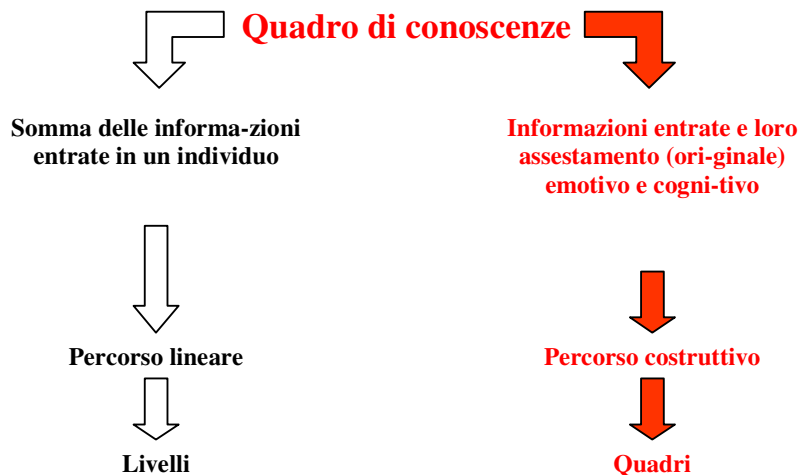 Quadro di conoscenze
Somma delle informa-zioni
entrate in un individuo
Informazioni entrate e loro
assestamento (ori-ginale)
emotivo e cogni-tivo
Percorso lineare
Percorso costruttivo
Livelli
Quadri